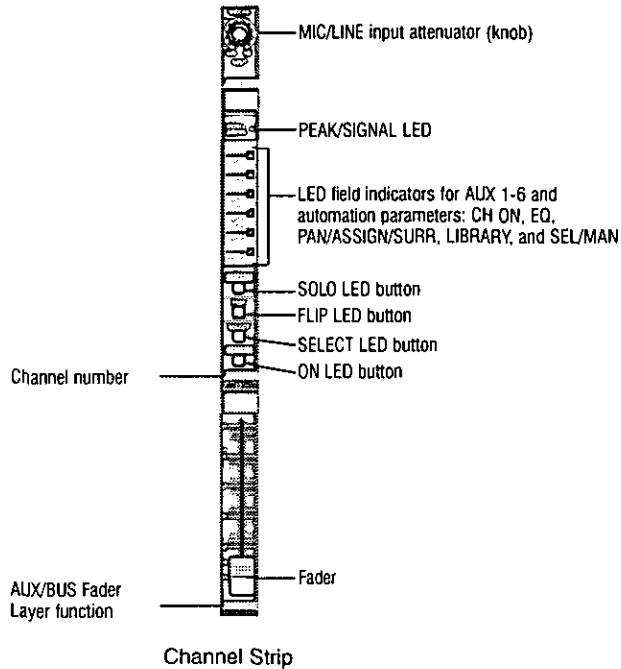 MIC/LINE input attenuator (knob)
PEAK/SIGNAL LED
LED field indicators for AUX 1-6 and
automation parameters: CH ON, EQ,
PAN/ASSIGN/SURR, LIBRARY, and SEL/MAN
SOLO LED button
FLIP LED button
SELECT LED button
ON LED button
Channel number
Fader
AUX/BUS Fader
Layer function
Channel Strip